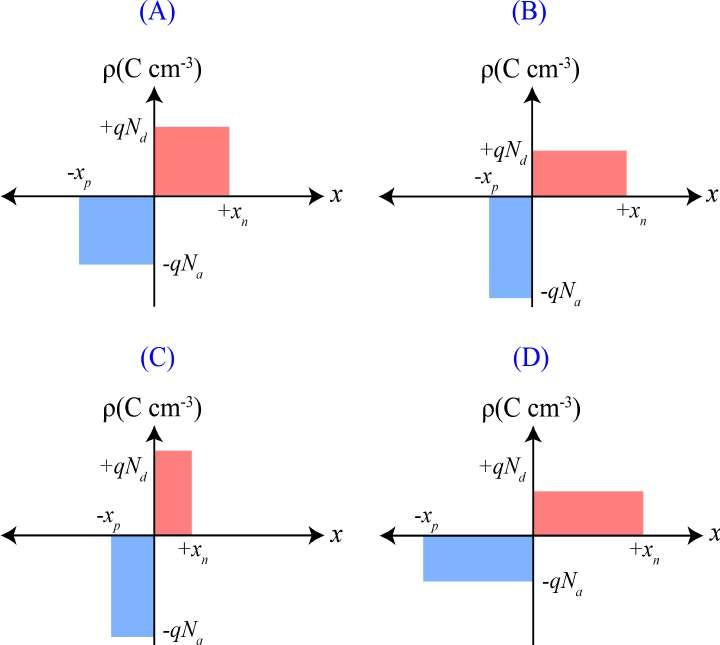 (A)
ρ(C cm-3)
+qNd
-xp
x
+xn
-qNa
(B)
ρ(C cm-3)
+qNd
-xp
x
+xn
-qNa
(C)
ρ(C cm-3)
+qNd
-xp
x
+xn
-qNa
(D)
ρ(C cm-3)
+qNd
-xp
x
+xn
-qNa